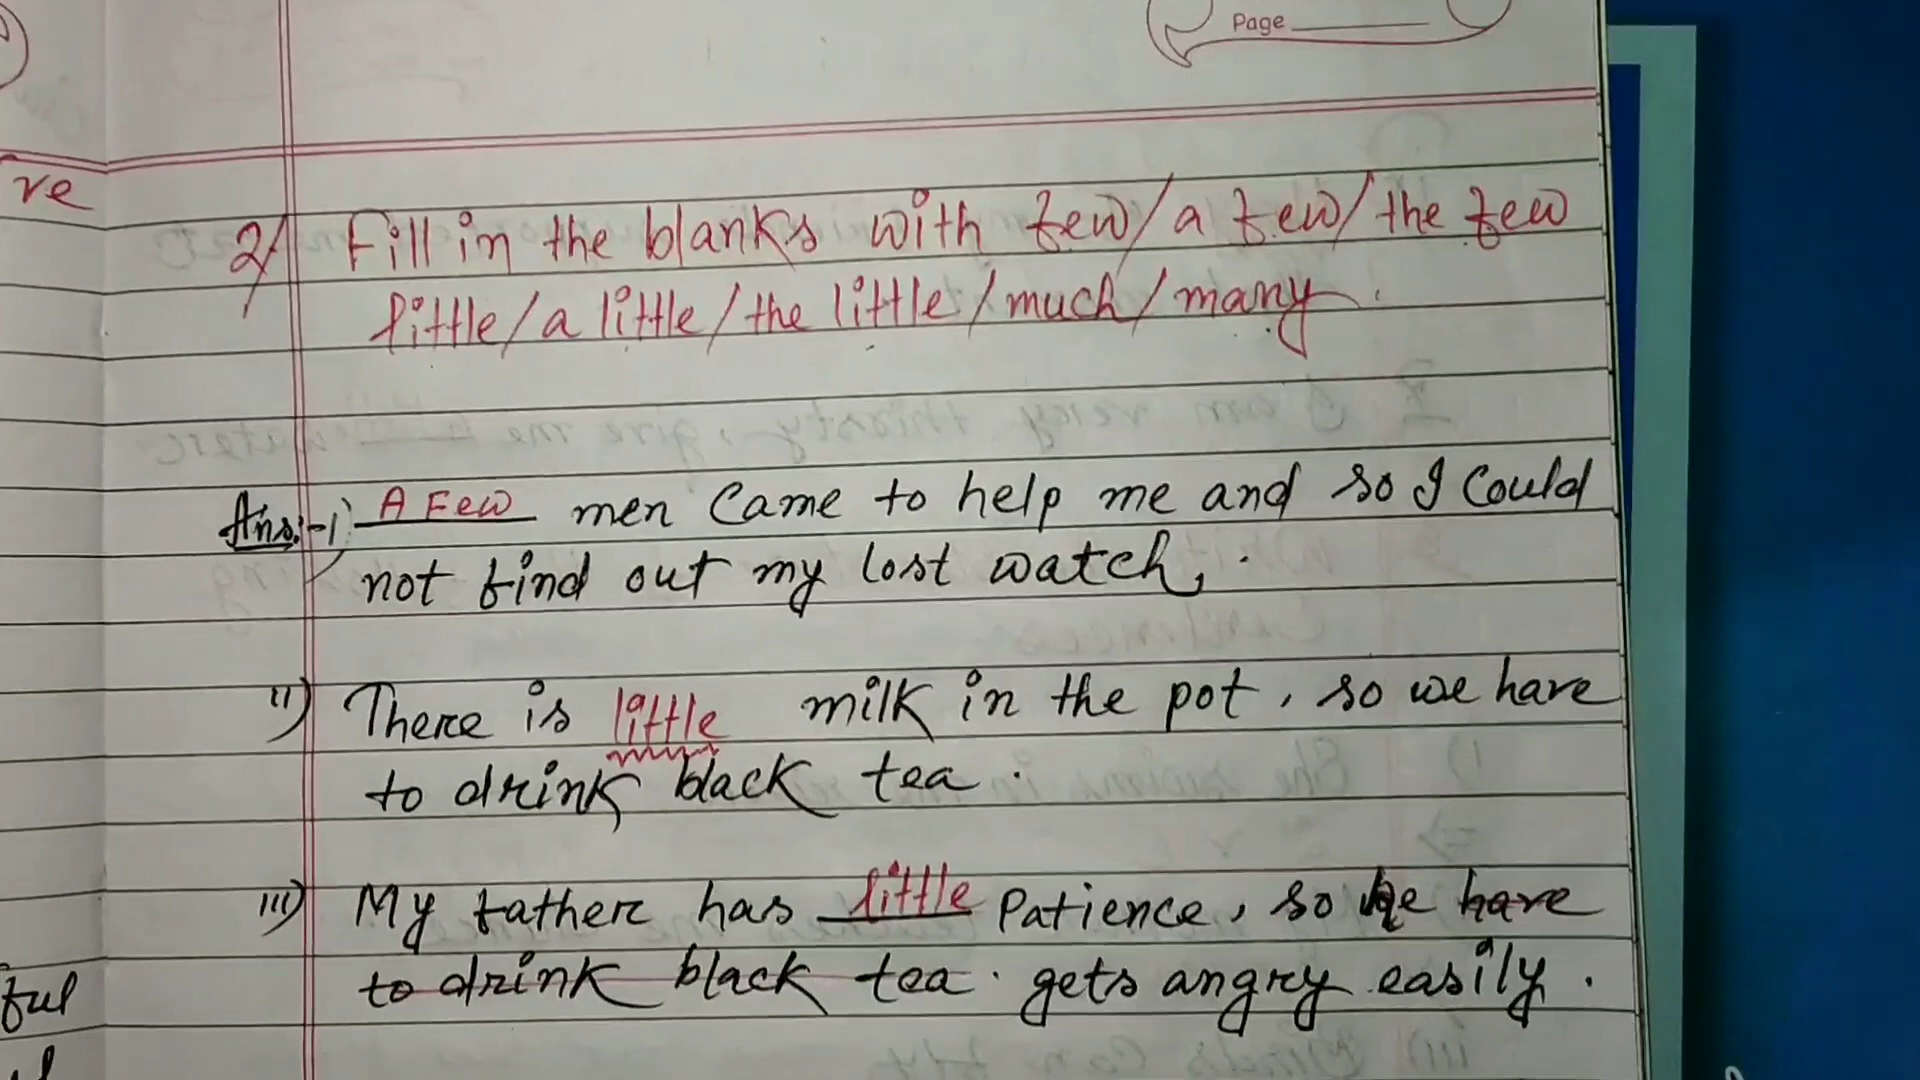 Page
ve
2/ Fill in the blanks with few/a few/the few
little/a little/the little/much/many.
Ans:-i) A Few men Came to help me and so I Could
not find out my lost watch,.
ii) There is little milk in the pot, so we have
to drink black tea.
iii) My father has little Patience, so he have
to drink black tea. gets angry easily.
ful